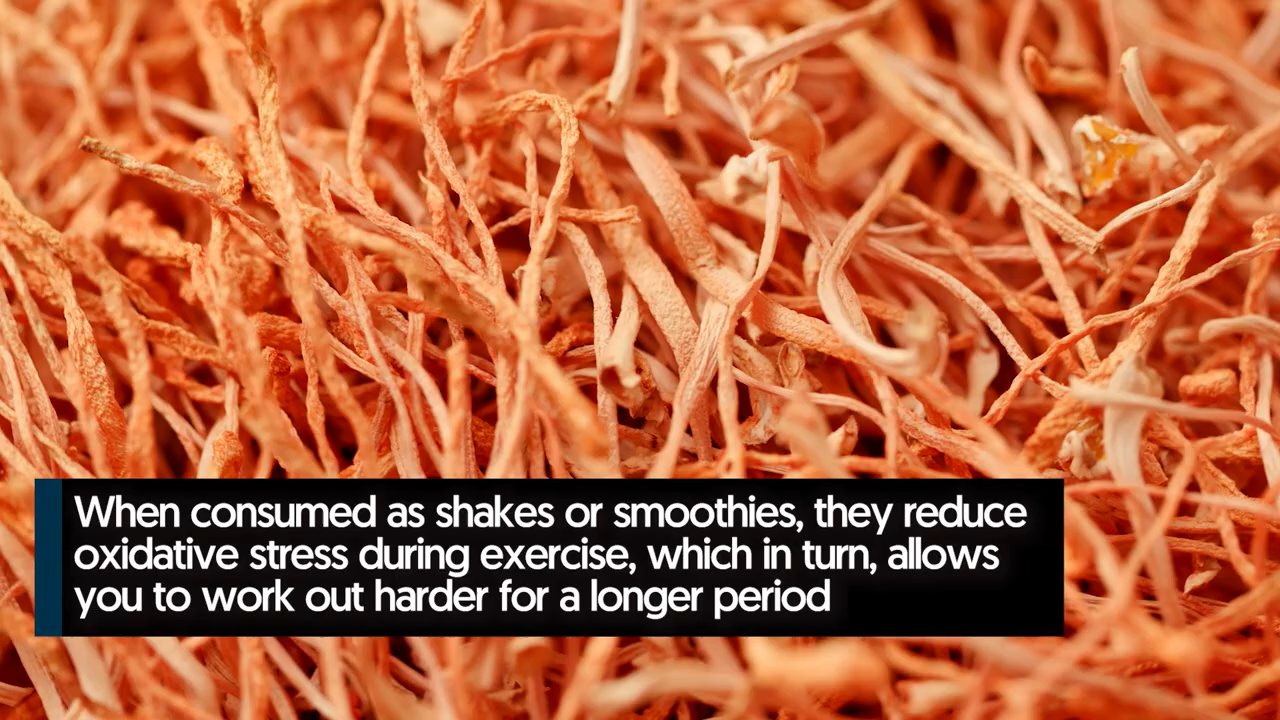 When consumed as shakes or smoothies, they reduce
oxidative stress during exercise, which in turn, allows
you to work out harder for a longer period